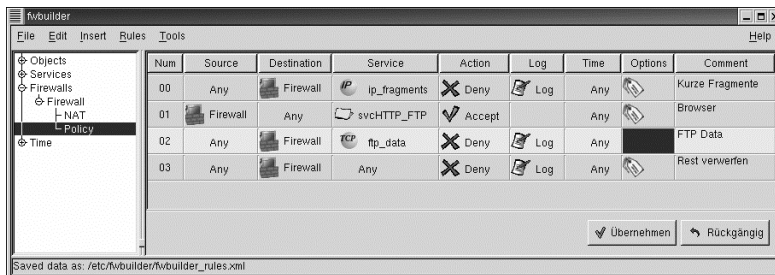 fwbuilder
File Edit Insert Rules Tools Help
Objects
Services
Firewalls
Firewall
NAT
Policy
Time
Num Source Destination Service Action Log Time Options Comment
00 Any Firewall IP ip_fragments Deny Log Any Kurze Fragmente
01 Firewall Any svcHTTP_FTP Accept Any Browser
02 Any Firewall TCP ftp_data Deny Log Any FTP Data
03 Any Firewall Any Deny Log Any Rest verwerfen
Übernehmen Rückgängig
Saved data as: /etc/fwbuilder/fwbuilder_rules.xml